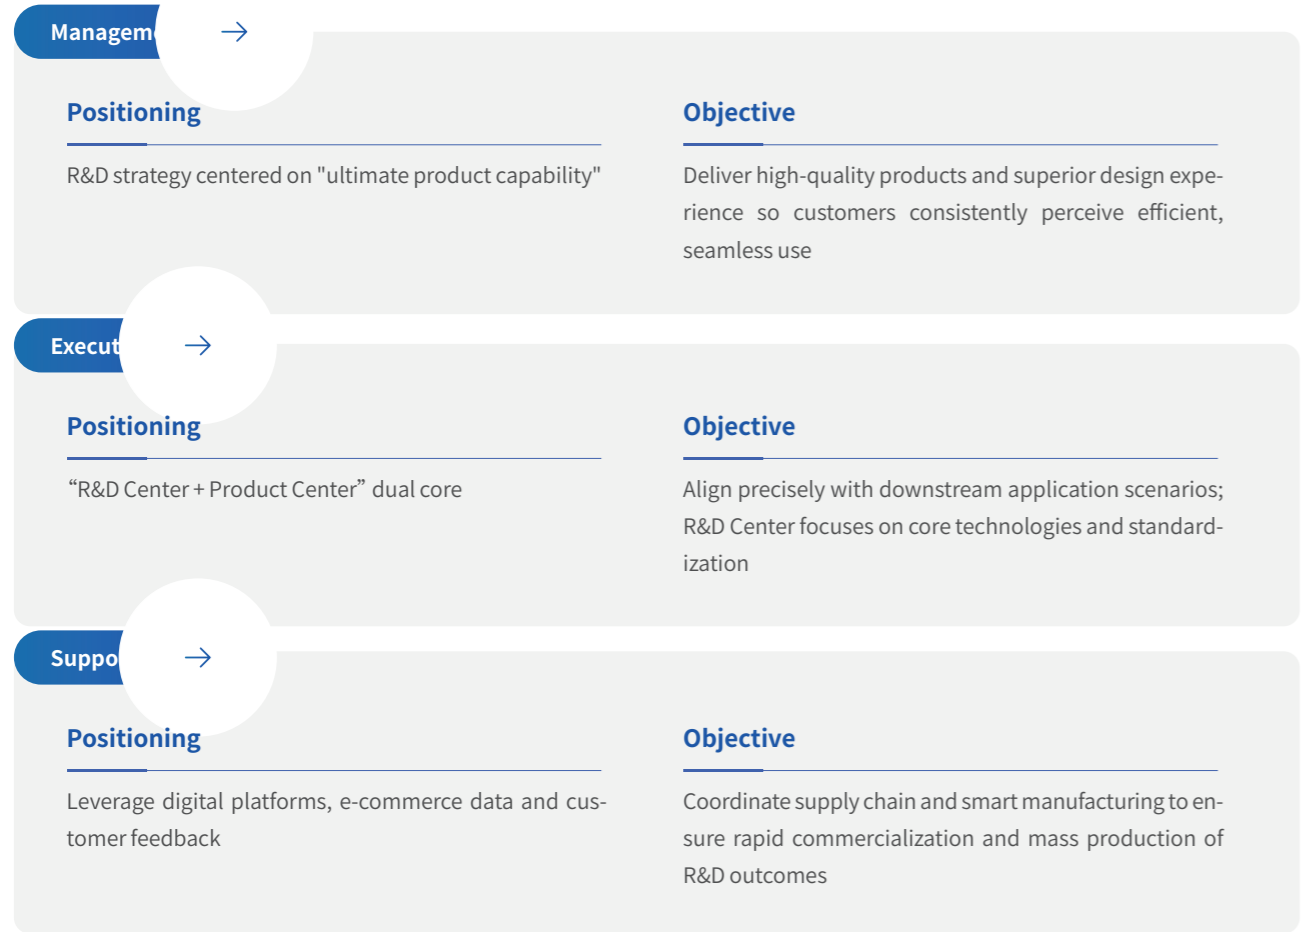 Managem
Positioning
R&D strategy centered on "ultimate product capability"
Objective
Deliver high-quality products and superior design expe-
rience so customers consistently perceive efficient,
seamless use
Execut
Positioning
“R&D Center + Product Center” dual core
Objective
Align precisely with downstream application scenarios;
R&D Center focuses on core technologies and standard-
ization
Suppo
Positioning
Leverage digital platforms, e-commerce data and cus-
tomer feedback
Objective
Coordinate supply chain and smart manufacturing to en-
sure rapid commercialization and mass production of
R&D outcomes